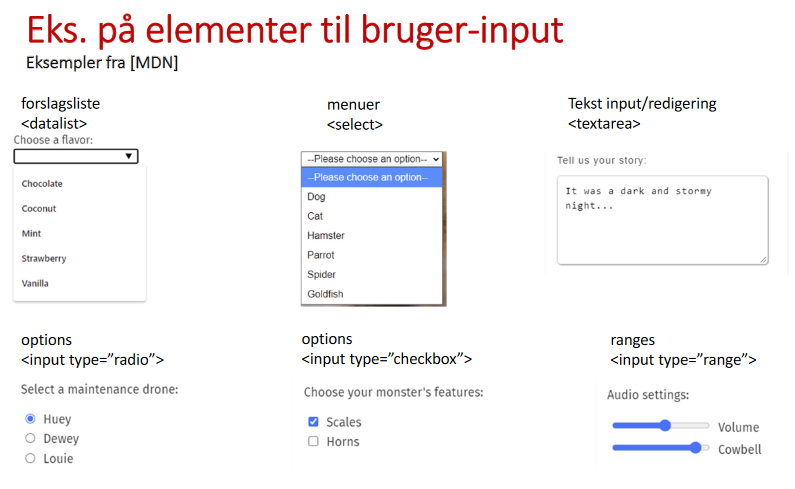 Eks. på elementer til bruger-input
Eksempler fra [MDN]
forslagsliste
<datalist>
Choose a flavor:
Chocolate
Coconut
Mint
Strawberry
Vanilla
menuer
<select>
--Please choose an option--
--Please choose an option--
Dog
Cat
Hamster
Parrot
Spider
Goldfish
Tekst input/redigering
<textarea>
Tell us your story:
It was a dark and stormy
night...
options
<input type=”radio”>
Select a maintenance drone:
Huey
Dewey
Louie
options
<input type=”checkbox”>
Choose your monster's features:
Scales
Horns
ranges
<input type=”range”>
Audio settings:
Volume
Cowbell